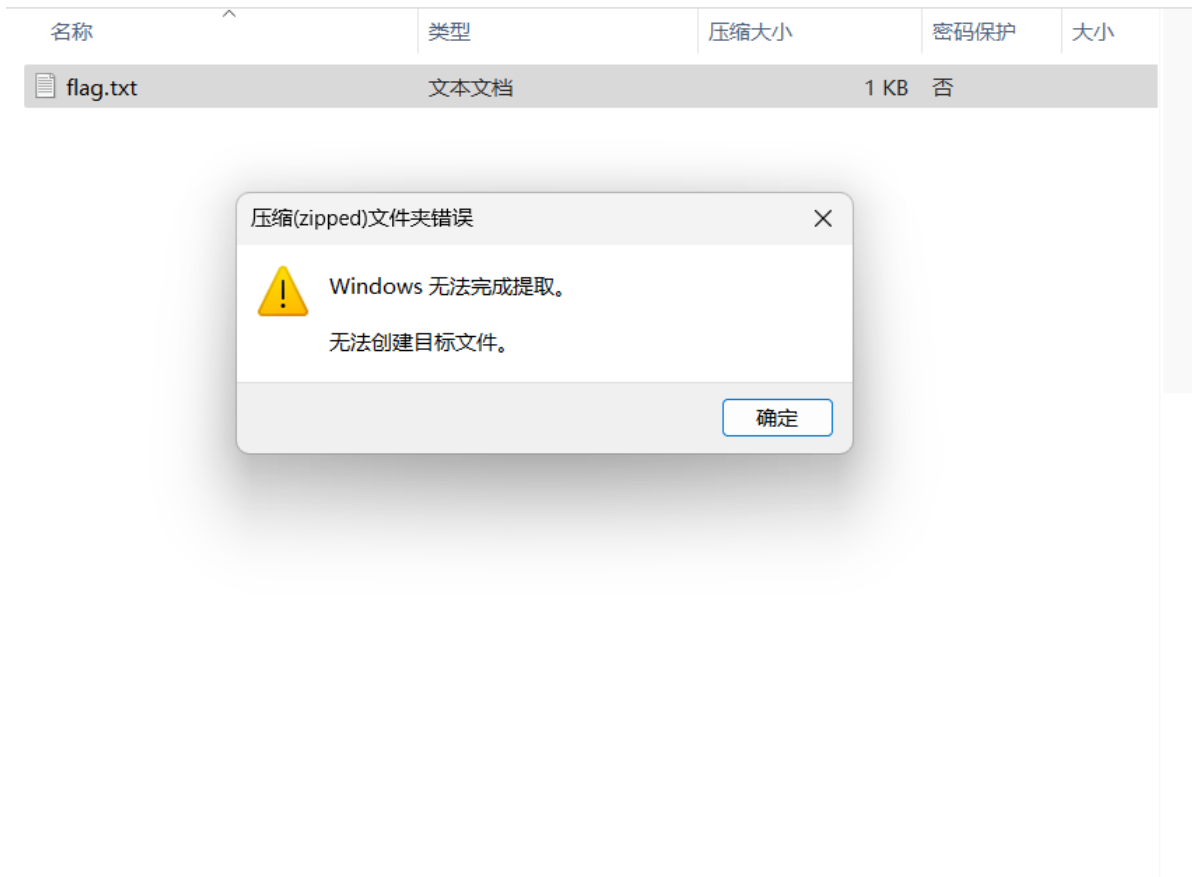 名称 类型 压缩大小 密码保护 大小
flag.txt 文本文档 1 KB 否
压缩(zipped)文件夹错误
Windows 无法完成提取。
无法创建目标文件。
确定